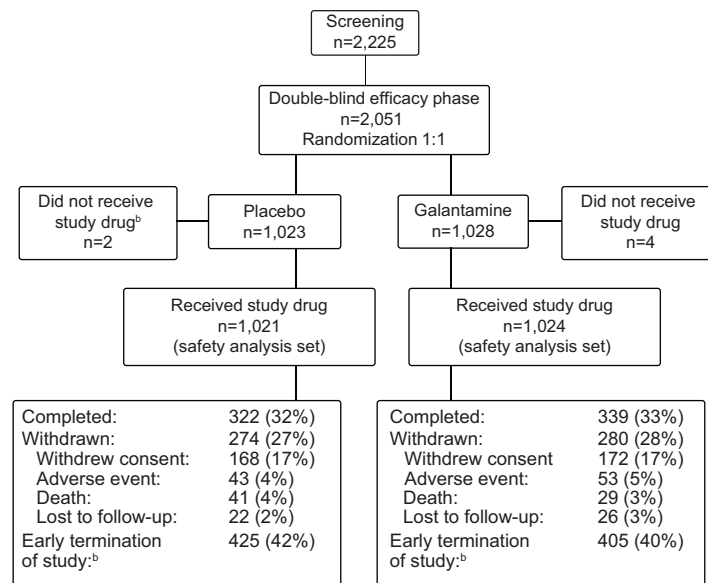 Screening
n=2,225
Double-blind efficacy phase
n=2,051
Randomization 1:1
Did not receive
study drugᵇ
n=2
Placebo
n=1,023
Galantamine
n=1,028
Did not receive
study drug
n=4
Received study drug
n=1,021
(safety analysis set)
Received study drug
n=1,024
(safety analysis set)
Completed: 322 (32%)
Withdrawn: 274 (27%)
Withdrew consent: 168 (17%)
Adverse event: 43 (4%)
Death: 41 (4%)
Lost to follow-up: 22 (2%)
Early termination 425 (42%)
of study:ᵇ
Completed: 339 (33%)
Withdrawn: 280 (28%)
Withdrew consent 172 (17%)
Adverse event: 53 (5%)
Death: 29 (3%)
Lost to follow-up: 26 (3%)
Early termination 405 (40%)
of study:ᵇ